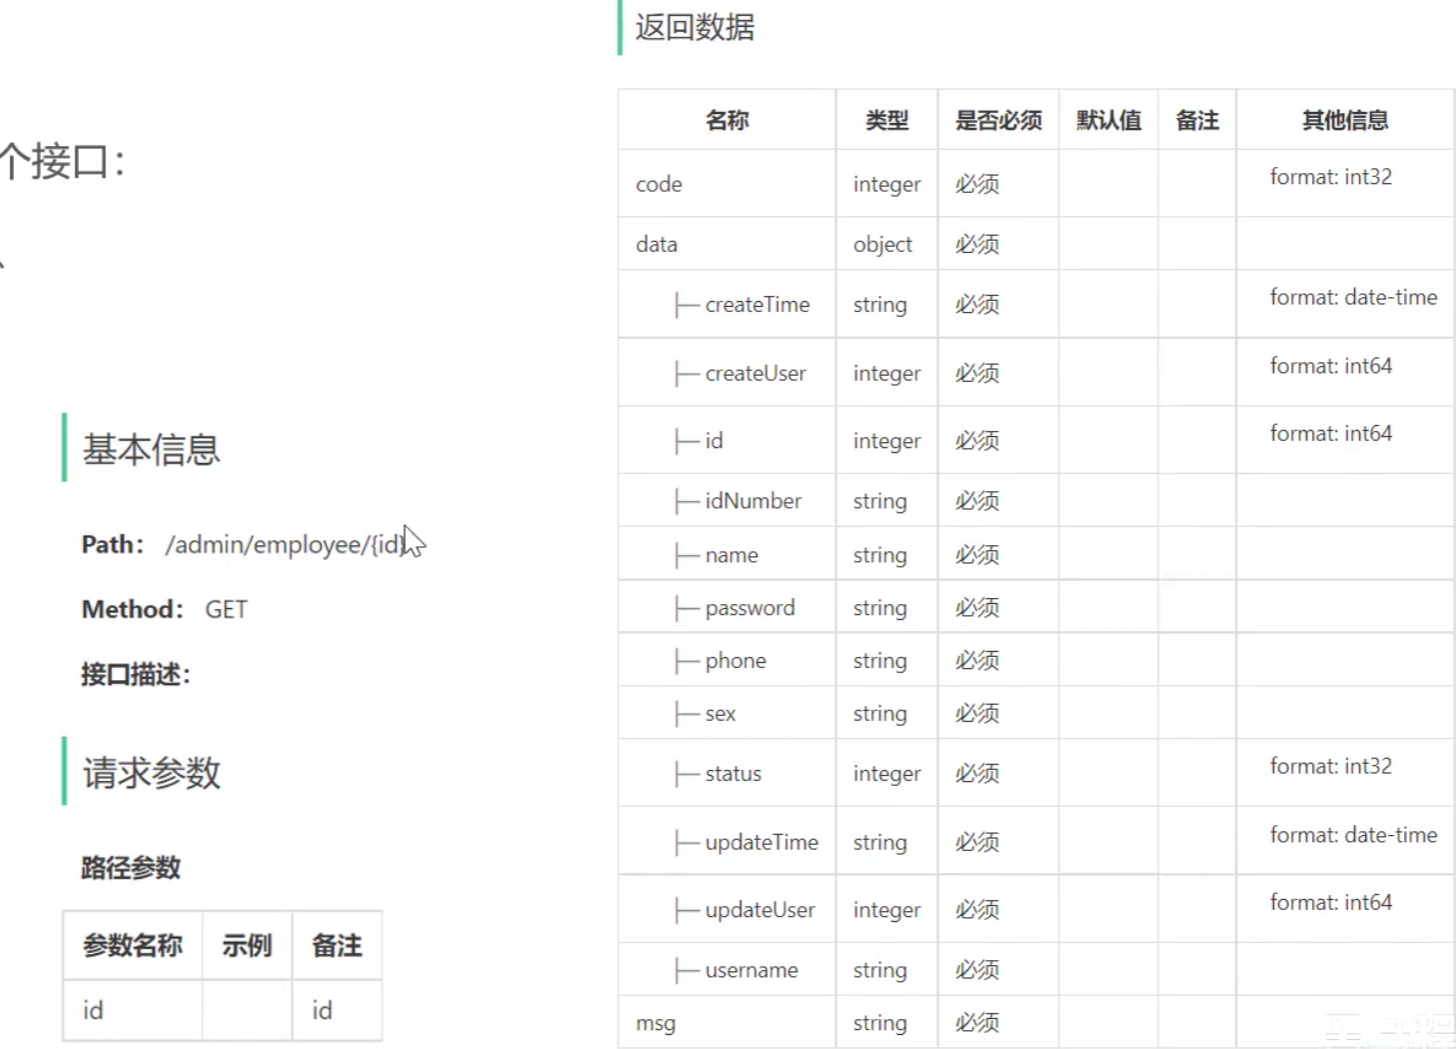 个接口：
基本信息
Path： /admin/employee/{id}
Method： GET
接口描述：
请求参数
路径参数
参数名称 示例 备注
id id
返回数据
名称 类型 是否必须 默认值 备注 其他信息
code integer 必须 format: int32
data object 必须
├─ createTime string 必须 format: date-time
├─ createUser integer 必须 format: int64
├─ id integer 必须 format: int64
├─ idNumber string 必须
├─ name string 必须
├─ password string 必须
├─ phone string 必须
├─ sex string 必须
├─ status integer 必须 format: int32
├─ updateTime string 必须 format: date-time
├─ updateUser integer 必须 format: int64
├─ username string 必须
msg string 必须